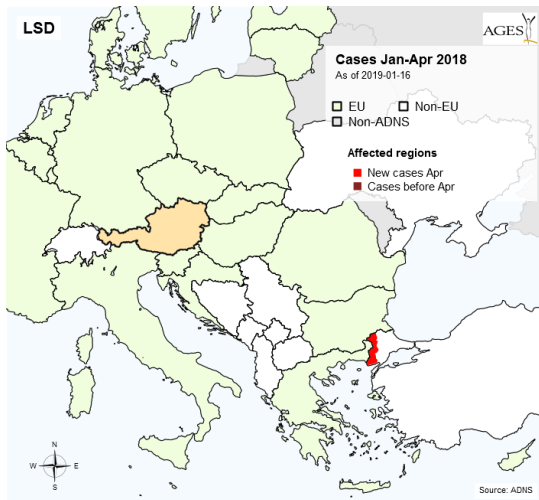 LSD
AGES
Cases Jan-Apr 2018
As of 2019-01-16
EU
Non-EU
Non-ADNS
Affected regions
New cases Apr
Cases before Apr
N
W
E
S
Source: ADNS